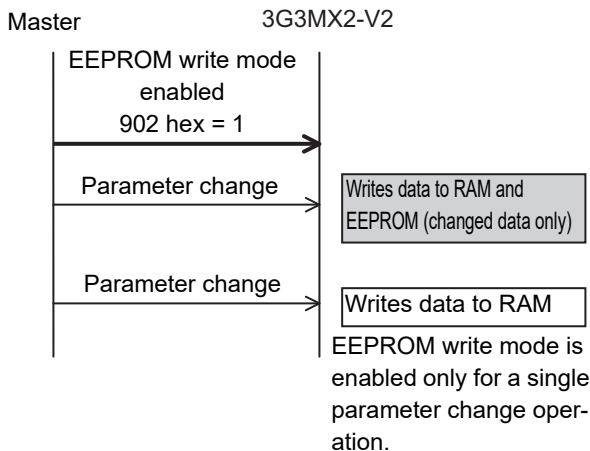 Master
3G3MX2-V2
EEPROM write mode
enabled
902 hex = 1
Parameter change
Writes data to RAM and
EEPROM (changed data only)
Parameter change
Writes data to RAM
EEPROM write mode is
enabled only for a single
parameter change oper-
ation.